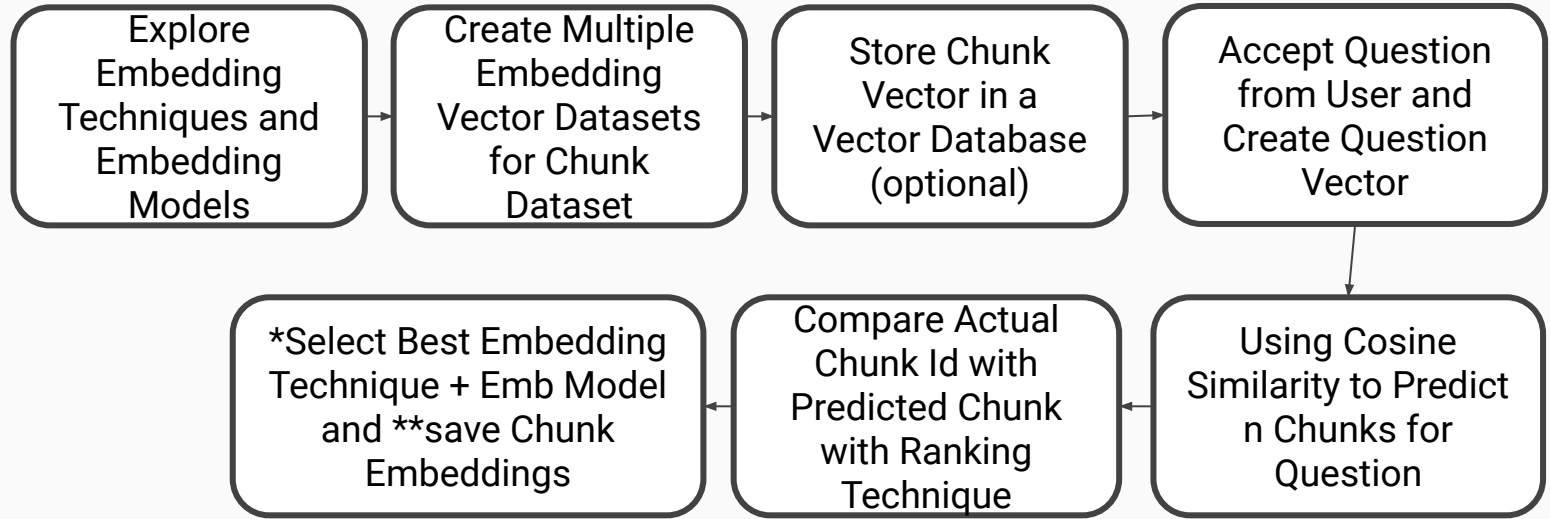 Explore
Embedding
Techniques and
Embedding
Models
Create Multiple
Embedding
Vector Datasets
for Chunk
Dataset
Store Chunk
Vector in a
Vector Database
(optional)
Accept Question
from User and
Create Question
Vector
Using Cosine
Similarity to Predict
n Chunks for
Question
Compare Actual
Chunk Id with
Predicted Chunk
with Ranking
Technique
*Select Best Embedding
Technique + Emb Model
and **save Chunk
Embeddings